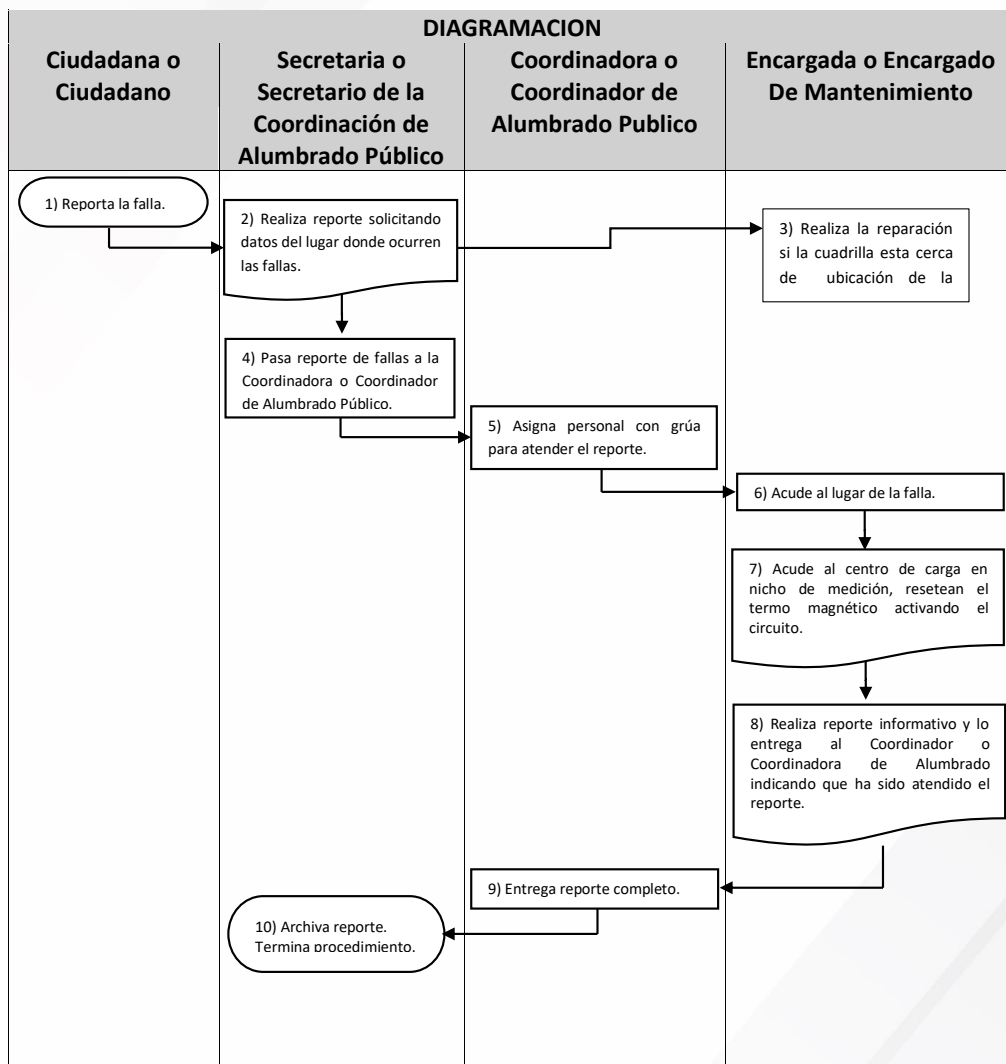 DIAGRAMACION
Ciudadana o
Ciudadano
Secretaria o
Secretario de la
Coordinación de
Alumbrado Público
Coordinadora o
Coordinador de
Alumbrado Publico
Encargada o Encargado
De Mantenimiento
1) Reporta la falla.
2) Realiza reporte solicitando
datos del lugar donde ocurren
las fallas.
3) Realiza la reparación
si la cuadrilla esta cerca
de ubicación de la
4) Pasa reporte de fallas a la
Coordinadora o Coordinador
de Alumbrado Público.
5) Asigna personal con grúa
para atender el reporte.
6) Acude al lugar de la falla.
7) Acude al centro de carga en
nicho de medición, resetean el
termo magnético activando el
circuito.
8) Realiza reporte informativo y lo
entrega al Coordinador o
Coordinadora de Alumbrado
indicando que ha sido atendido el
reporte.
9) Entrega reporte completo.
10) Archiva reporte.
Termina procedimiento.